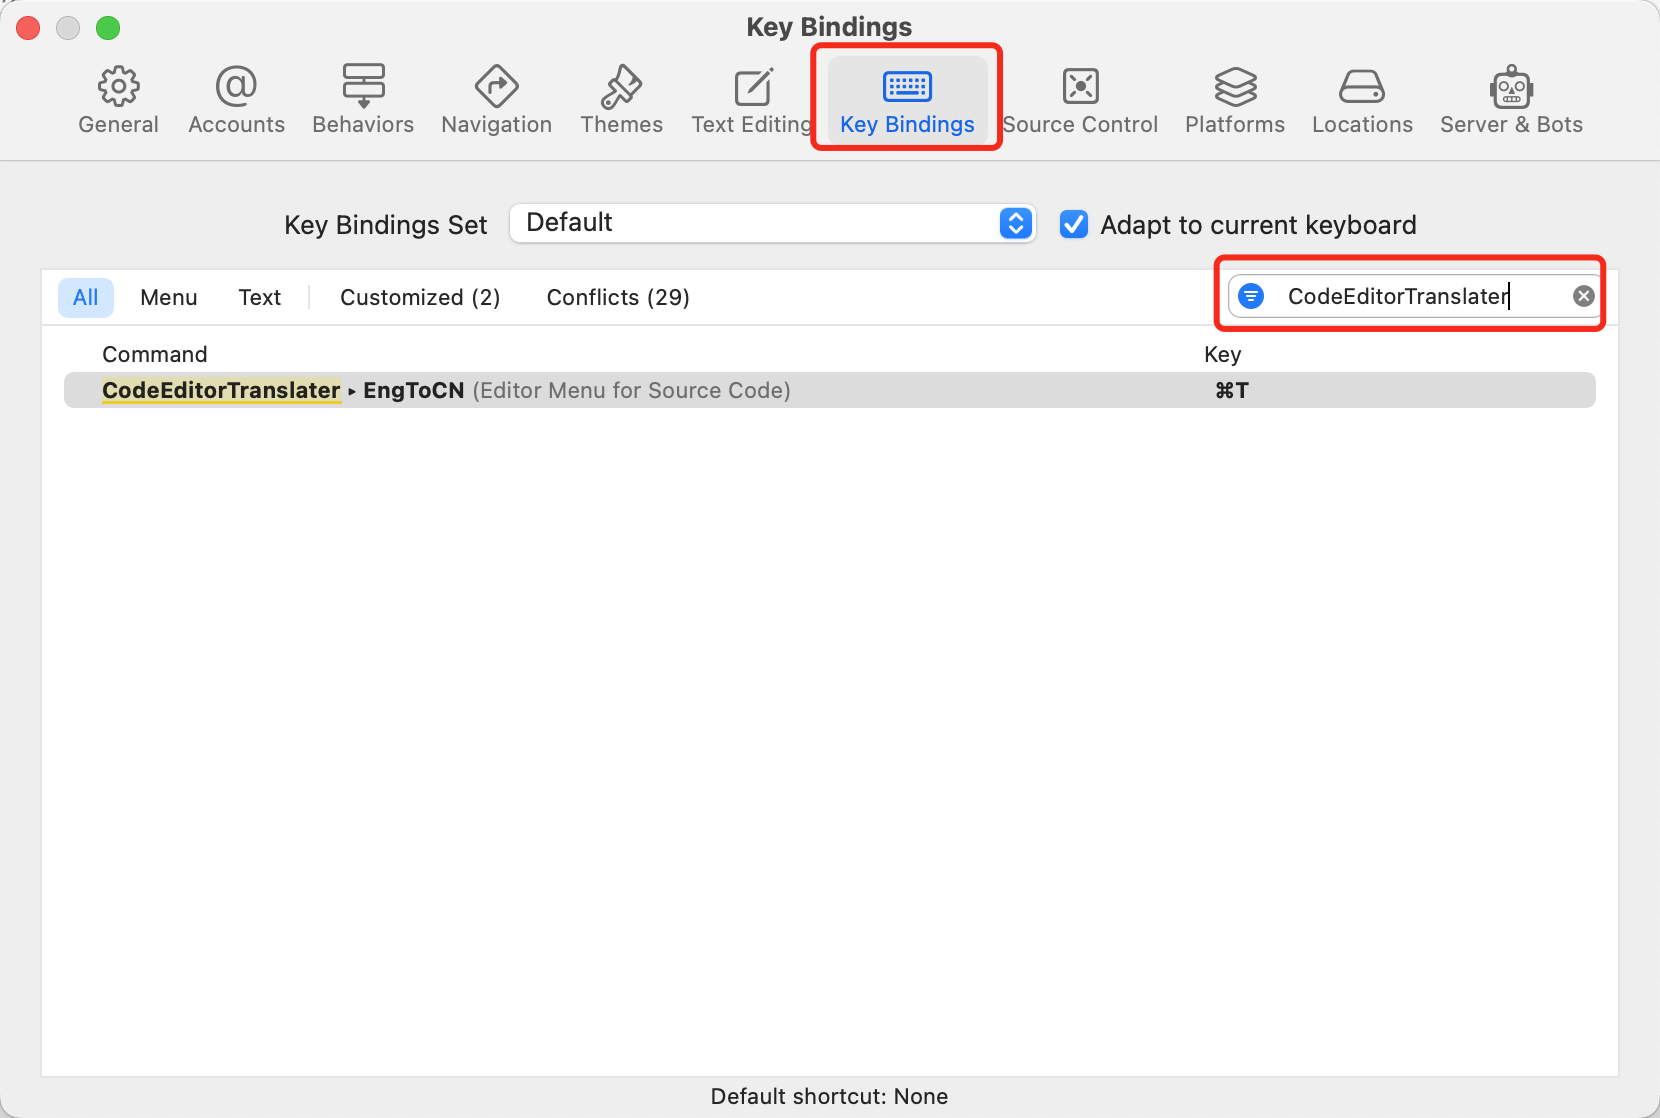 Key Bindings
General Accounts Behaviors Navigation Themes Text Editing Key Bindings Source Control Platforms Locations Server & Bots
Key Bindings Set Default Adapt to current keyboard
All Menu Text Customized (2) Conflicts (29) CodeEditorTranslater
Command Key
CodeEditorTranslater ▸ EngToCN (Editor Menu for Source Code) ⌘T
Default shortcut: None